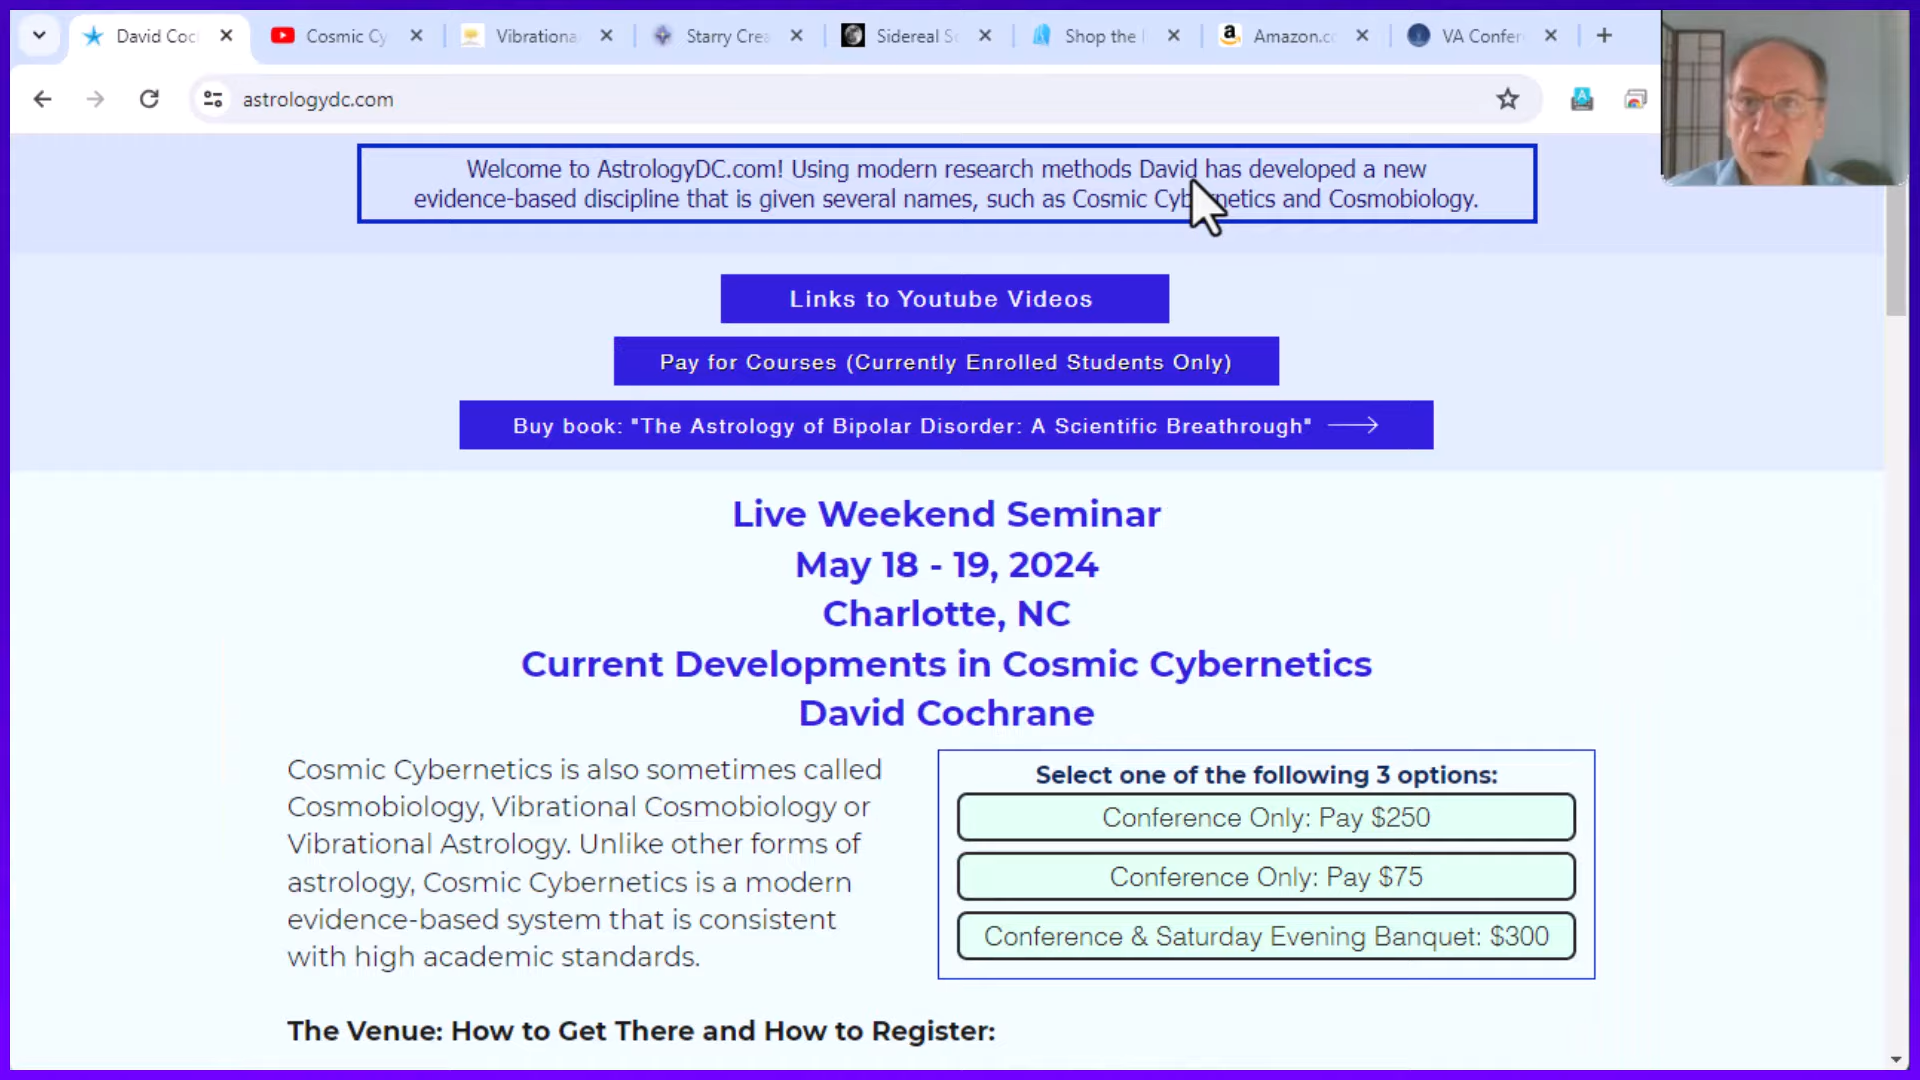 David Coc
Cosmic Cy
Vibrationa
Starry Crea
Sidereal S
Shop the
Amazon.c
VA Confer
astrologydc.com
Welcome to AstrologyDC.com! Using modern research methods David has developed a new
evidence-based discipline that is given several names, such as Cosmic Cybernetics and Cosmobiology.
Links to Youtube Videos
Pay for Courses (Currently Enrolled Students Only)
Buy book: "The Astrology of Bipolar Disorder: A Scientific Breakthrough"
Live Weekend Seminar
May 18 - 19, 2024
Charlotte, NC
Current Developments in Cosmic Cybernetics
David Cochrane
Cosmic Cybernetics is also sometimes called
Cosmobiology, Vibrational Cosmobiology or
Vibrational Astrology. Unlike other forms of
astrology, Cosmic Cybernetics is a modern
evidence-based system that is consistent
with high academic standards.
Select one of the following 3 options:
Conference Only: Pay $250
Conference Only: Pay $75
Conference & Saturday Evening Banquet: $300
The Venue: How to Get There and How to Register: